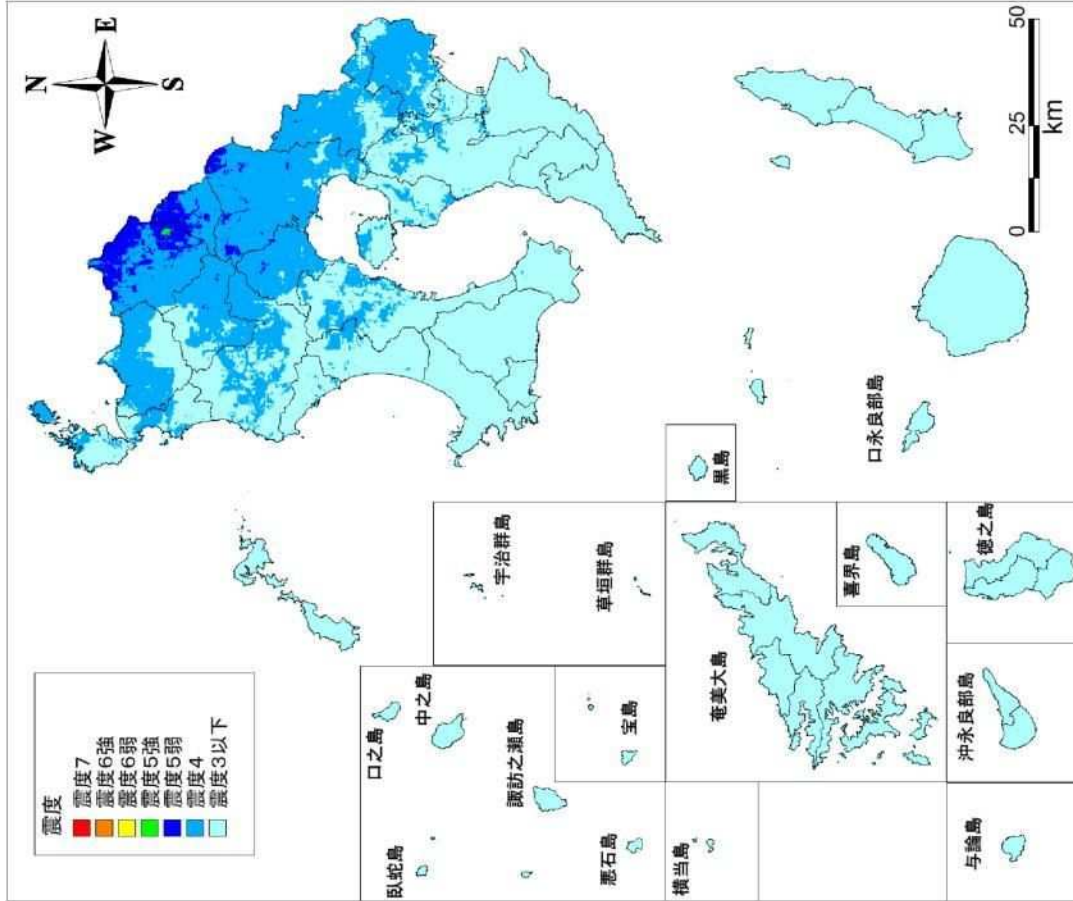 震度
震度7
震度6強
震度6弱
震度5強
震度5弱
震度4
震度3以下
N
W
E
S
口之島
中之島
臥蛇島
諏訪之瀬島
悪石島
宝島
横当島
宇治群島
草垣群島
黒島
口永良部島
奄美大島
喜界島
徳之島
沖永良部島
与論島
0
25
50
km